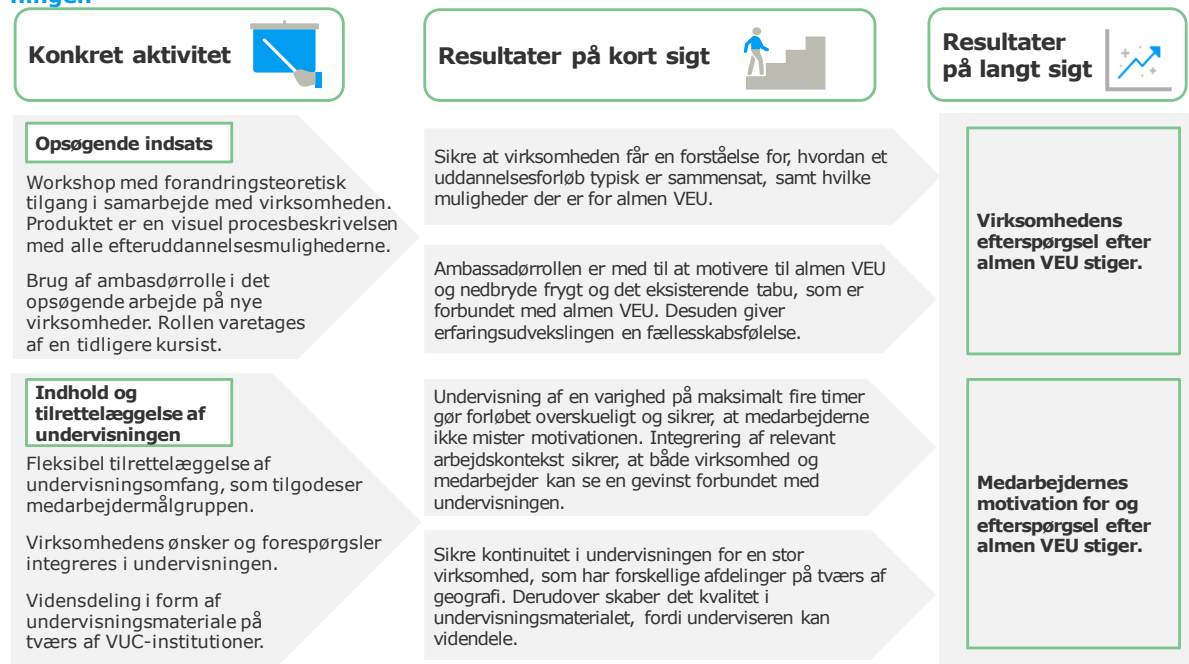 ningen
Konkret aktivitet
Resultater på kort sigt
Resultater
på langt sigt
Opsøgende indsats
Workshop med forandringsteoretisk
tilgang i samarbejde med virksomheden.
Produktet er en visuel procesbeskrivelsen
med alle efteruddannelsesmulighederne.
Brug af ambasdørrolle i det
opsøgende arbejde på nye
virksomheder. Rollen varetages
af en tidligere kursist.
Sikre at virksomheden får en forståelse for, hvordan et
uddannelsesforløb typisk er sammensat, samt hvilke
muligheder der er for almen VEU.
Ambassadørrollen er med til at motivere til almen VEU
og nedbryde frygt og det eksisterende tabu, som er
forbundet med almen VEU. Desuden giver
erfaringsudvekslingen en fællesskabsfølelse.
Virksomhedens
efterspørgsel efter
almen VEU stiger.
Indhold og
tilrettelæggelse af
undervisningen
Fleksibel tilrettelæggelse af
undervisningsomfang, som tilgodeser
medarbejdermålgruppen.
Virksomhedens ønsker og forespørgsler
integreres i undervisningen.
Vidensdeling i form af
undervisningsmateriale på
tværs af VUC-institutioner.
Undervisning af en varighed på maksimalt fire timer
gør forløbet overskueligt og sikrer, at medarbejderne
ikke mister motivationen. Integrering af relevant
arbejdskontekst sikrer, at både virksomhed og
medarbejder kan se en gevinst forbundet med
undervisningen.
Sikre kontinuitet i undervisningen for en stor
virksomhed, som har forskellige afdelinger på tværs af
geografi. Derudover skaber det kvalitet i
undervisningsmaterialet, fordi underviseren kan
videndele.
Medarbejdernes
motivation for og
efterspørgsel efter
almen VEU stiger.